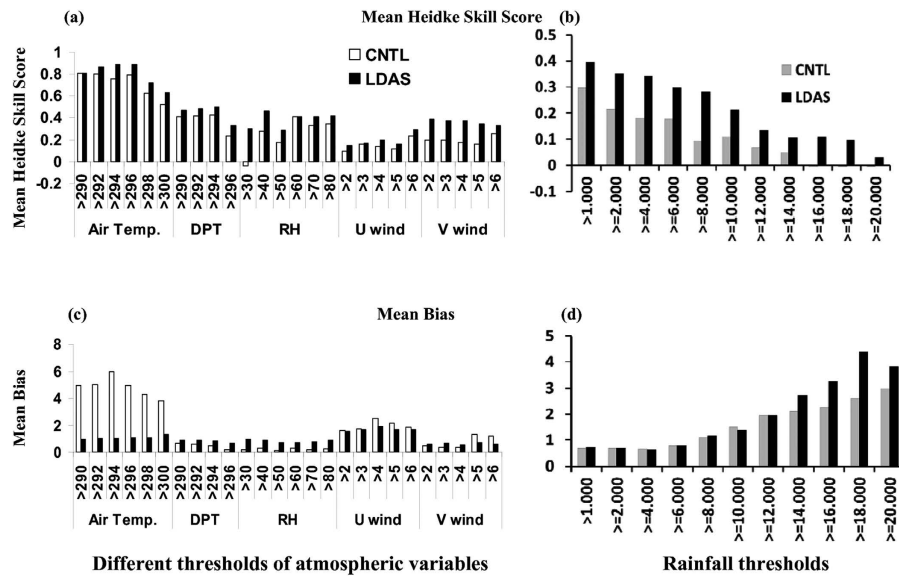 Mean Heidke Skill Score
(a)
Mean Heidke Skill Score
1
0.8
0.6
0.4
0.2
0
-0.2
CNTL
LDAS
>290 >292 >294 >296 >298 >300 >290 >292 >294 >296 >30 >40 >50 >60 >70 >80 >2 >3 >4 >5 >6 >2 >3 >4 >5 >6
Air Temp. DPT RH U wind V wind
(b)
0.5
0.4
0.3
0.2
0.1
0
-0.1
CNTL
LDAS
>1.000 >=2.000 >=4.000 >=6.000 >=8.000 >=10.000 >=12.000 >=14.000 >=16.000 >=18.000 >=20.000
Mean Bias
(c)
Mean Bias
8
6
4
2
0
>290 >292 >294 >296 >298 >300 >290 >292 >294 >296 >30 >40 >50 >60 >70 >80 >2 >3 >4 >5 >6 >2 >3 >4 >5 >6
Air Temp. DPT RH U wind V wind
Different thresholds of atmospheric variables
(d)
5
4
3
2
1
0
>1.000 >=2.000 >=4.000 >=6.000 >=8.000 >=10.000 >=12.000 >=14.000 >=16.000 >=18.000 >=20.000
Rainfall thresholds